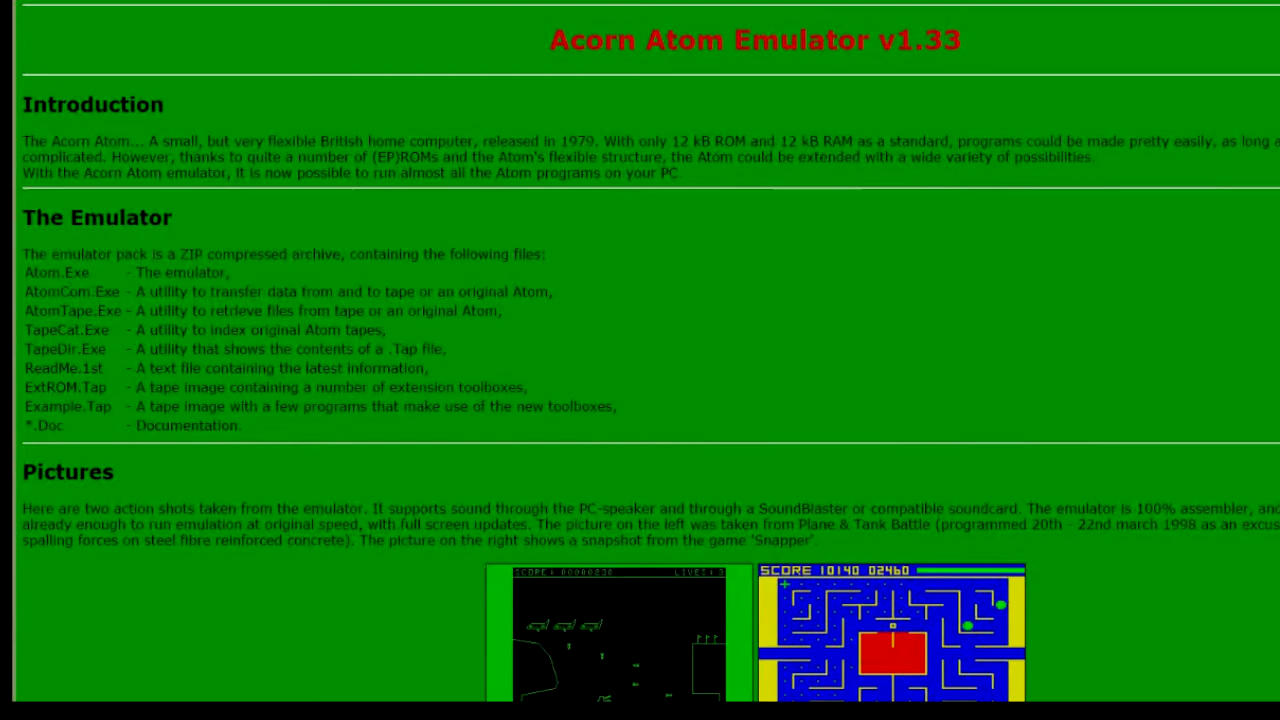 Acorn Atom Emulator v1.33
Introduction
The Acorn Atom... A small, but very flexible British home computer, released in 1979. With only 12 kB ROM and 12 kB RAM as a standard, programs could be made pretty easily, as long a
complicated. However, thanks to quite a number of (EP)ROMs and the Atom's flexible structure, the Atom could be extended with a wide variety of possibilities.
With the Acorn Atom emulator, it is now possible to run almost all the Atom programs on your PC.
The Emulator
The emulator pack is a ZIP compressed archive, containing the following files:
Atom.Exe - The emulator,
AtomCom.Exe - A utility to transfer data from and to tape or an original Atom,
AtomTape.Exe - A utility to retrieve files from tape or an original Atom,
TapeCat.Exe - A utility to index original Atom tapes,
TapeDir.Exe - A utility that shows the contents of a .Tap file,
ReadMe.1st - A text file containing the latest information,
ExtROM.Tap - A tape image containing a number of extension toolboxes,
Example.Tap - A tape image with a few programs that make use of the new toolboxes,
*.Doc - Documentation.
Pictures
Here are two action shots taken from the emulator. It supports sound through the PC-speaker and through a SoundBlaster or compatible soundcard. The emulator is 100% assembler, and
already enough to run emulation at original speed, with full screen updates. The picture on the left was taken from Plane & Tank Battle (programmed 20th - 22nd march 1998 as an excus
spalling forces on steel fibre reinforced concrete). The picture on the right shows a snapshot from the game 'Snapper'
SCORE: 00000230 LIVES: 3
SCORE 10140 02460